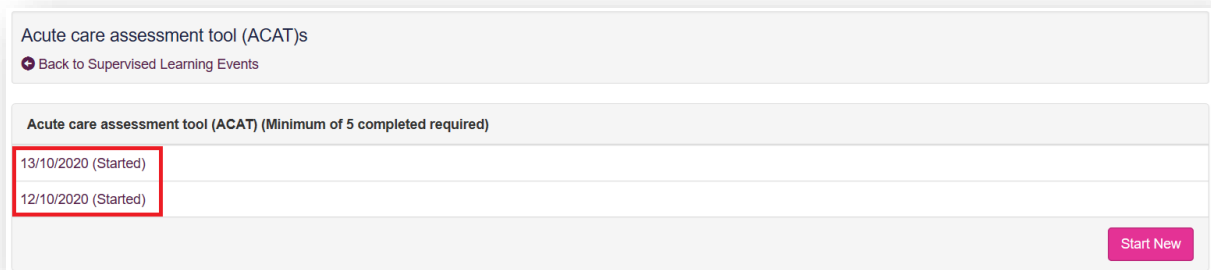 Acute care assessment tool (ACAT)s
Back to Supervised Learning Events
Acute care assessment tool (ACAT) (Minimum of 5 completed required)
13/10/2020 (Started)
12/10/2020 (Started)
Start New